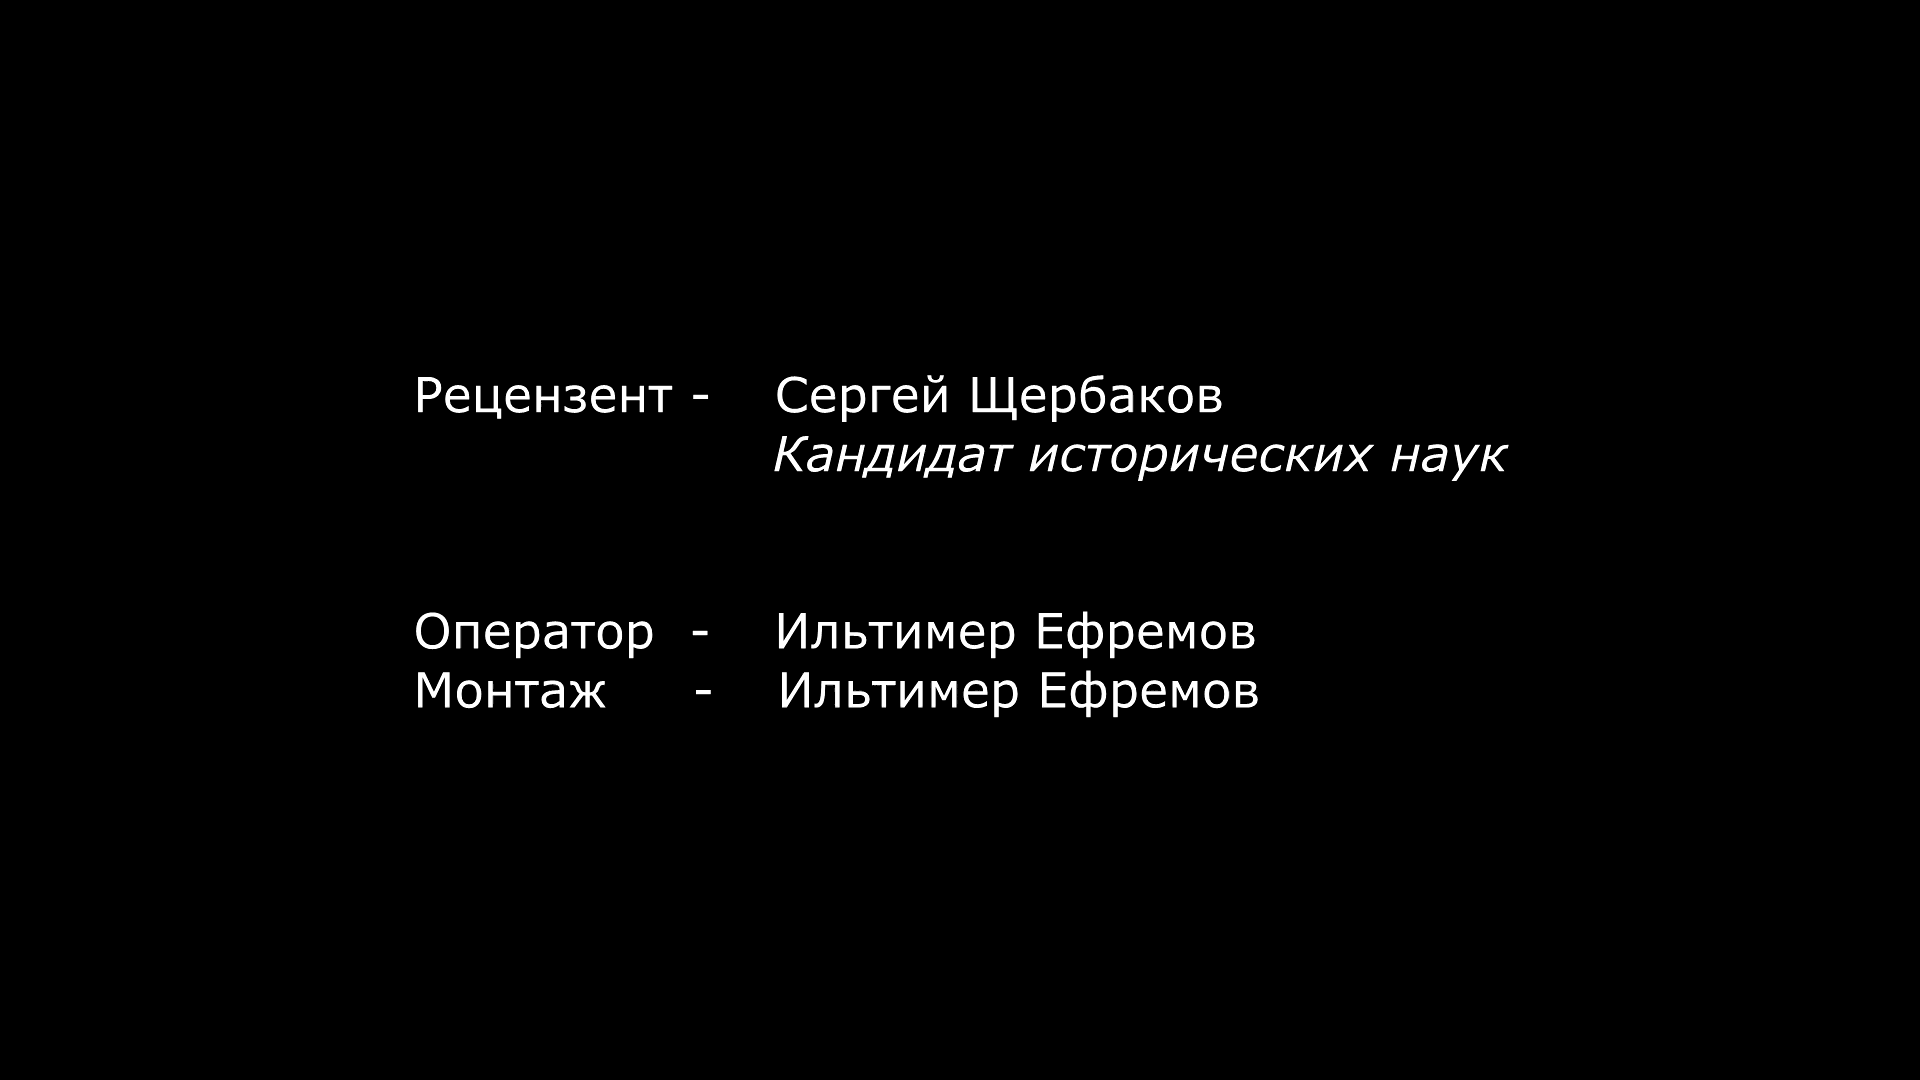 Рецензент - Сергей Щербаков
Кандидат исторических наук
Оператор - Ильтимер Ефремов
Монтаж - Ильтимер Ефремов